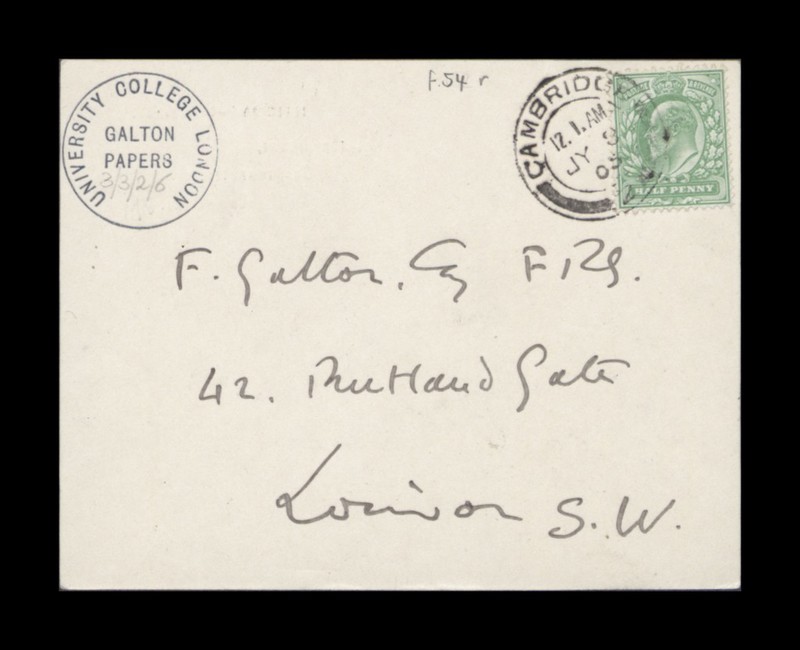 f.54 r
UNIVERSITY COLLEGE LONDON
GALTON
PAPERS
3/3/2/6
CAMBRIDGE
12.1.AM
JY 9
HALF PENNY
F. Galton, Esq F.R.S.
42. Rutland Gate
London S.W.